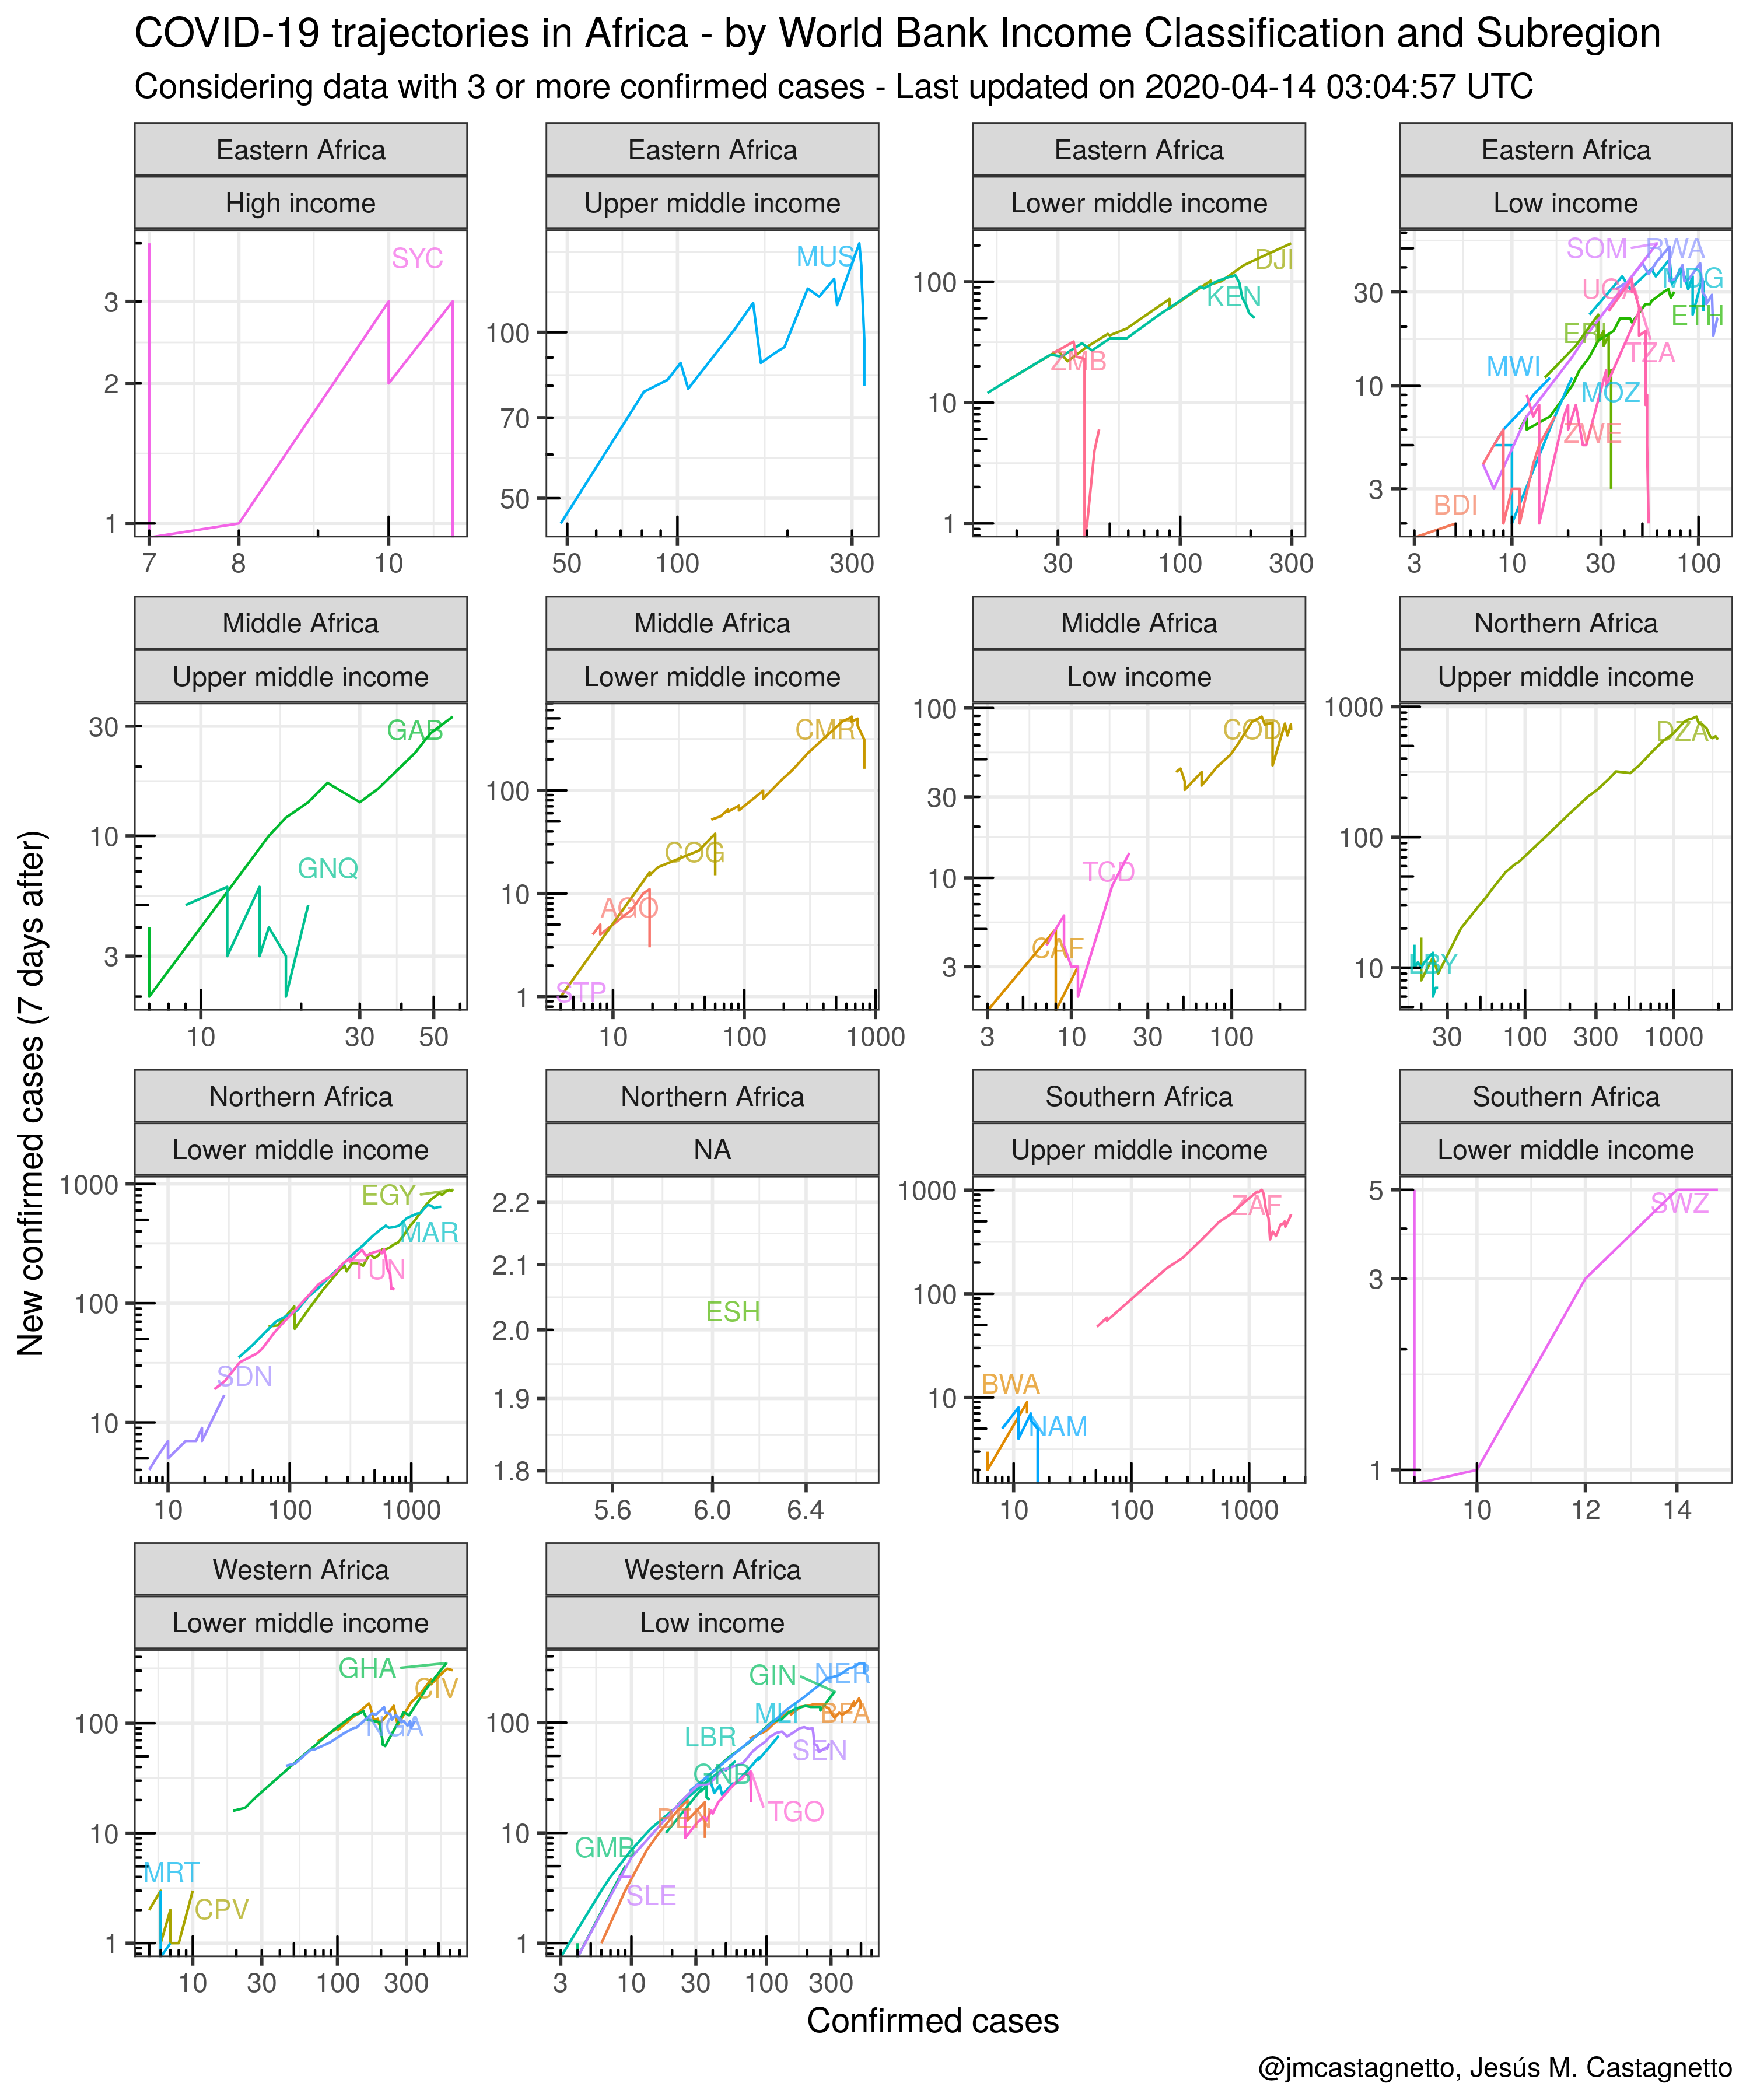 COVID-19 trajectories in Africa - by World Bank Income Classification and Subregion
Considering data with 3 or more confirmed cases - Last updated on 2020-04-14 03:04:57 UTC
New confirmed cases (7 days after)
Eastern Africa
High income
SYC
3
2
1
7 8 10
Eastern Africa
Upper middle income
MUS
100
70
50
50 100 300
Eastern Africa
Lower middle income
DJI
KEN
ZMB
100
10
1
30 100 300
Eastern Africa
Low income
SOM RWA
UGA MDG
ERI ETH
MWI TZA
MOZ
ZWE
BDI
30
10
3
3 10 30 100
Middle Africa
Upper middle income
GAB
GNQ
30
10
3
10 30 50
Middle Africa
Lower middle income
CMR
COG
AGO
STP
100
10
1
10 100 1000
Middle Africa
Low income
COD
TCD
CAF
100
30
10
3
3 10 30 100
Northern Africa
Upper middle income
DZA
LBY
1000
100
10
30 100 300 1000
Northern Africa
Lower middle income
EGY
MAR
TUN
SDN
1000
100
10
10 100 1000
Northern Africa
NA
ESH
2.2
2.1
2.0
1.9
1.8
5.6 6.0 6.4
Southern Africa
Upper middle income
ZAF
BWA
NAM
1000
100
10
10 100 1000
Southern Africa
Lower middle income
SWZ
5
3
1
10 12 14
Western Africa
Lower middle income
GHA
CIV
NGA
MRT
CPV
100
10
1
10 30 100 300
Western Africa
Low income
GIN NER
MLI BFA
LBR SEN
GNB
BEN TGO
GMB
SLE
100
10
1
3 10 30 100 300
Confirmed cases
@jmcastagnetto, Jesús M. Castagnetto